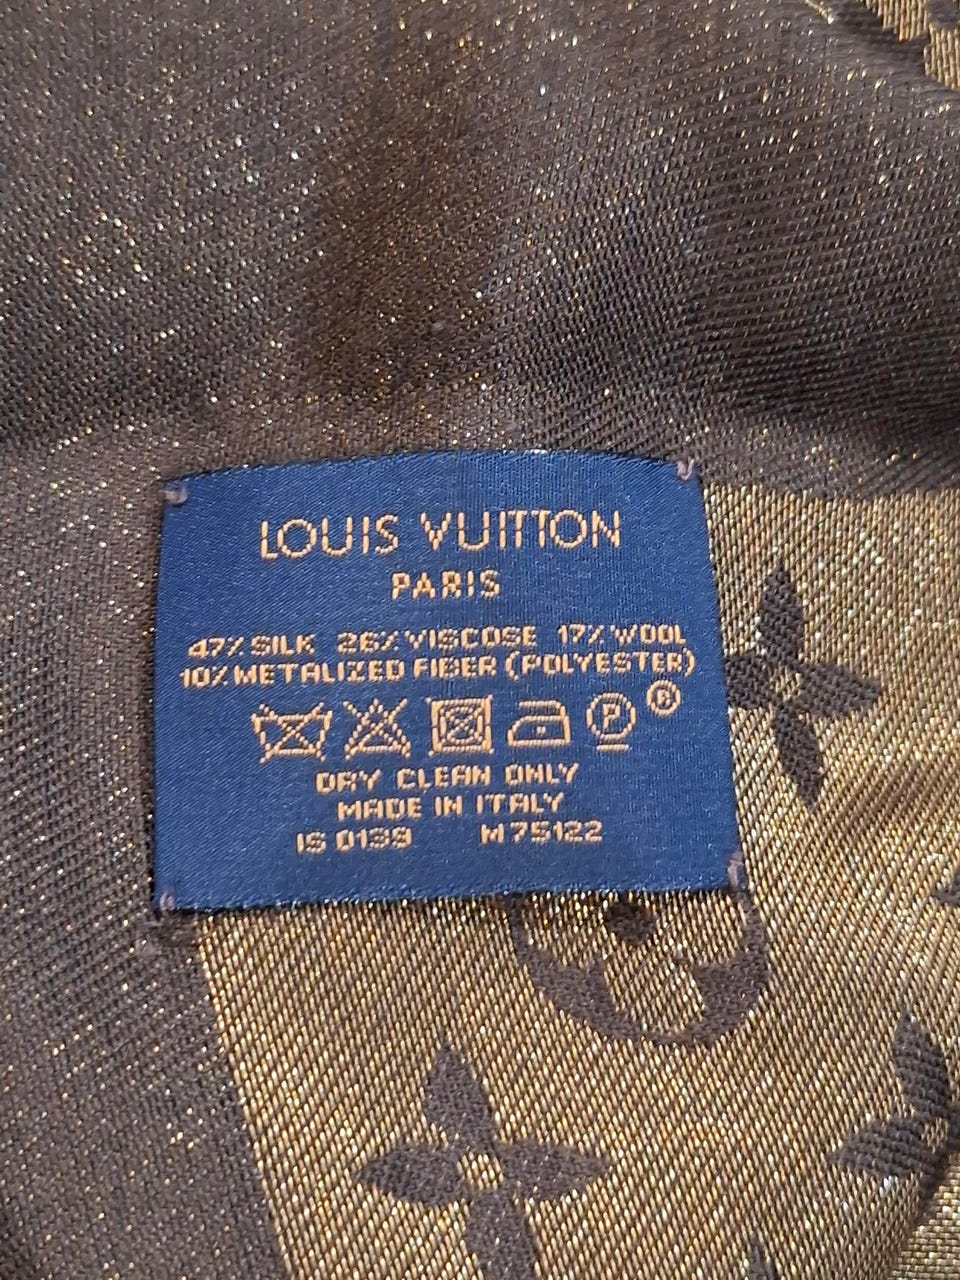 LOUIS VUITTON
PARIS
47% SILK 26% VISCOSE 17% WOOL
10% METALIZED FIBER (POLYESTER)
P ®
DRY CLEAN ONLY
MADE IN ITALY
IS 0139 M75122